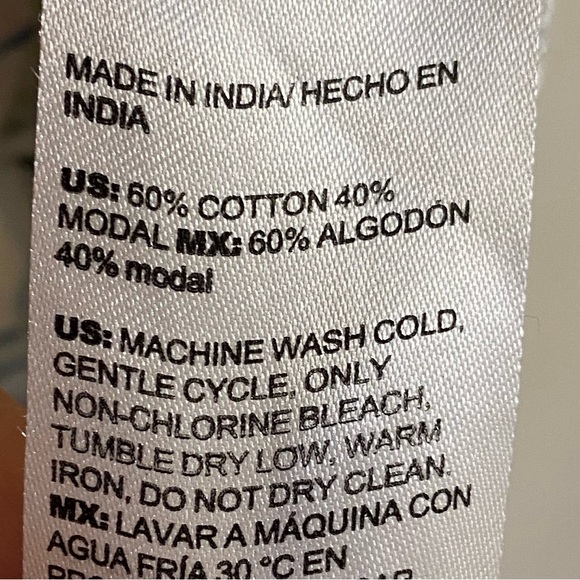 MADE IN INDIA/ HECHO EN
INDIA
US: 60% COTTON 40%
MODAL MX: 60% ALGODÓN
40% modal
US: MACHINE WASH COLD,
GENTLE CYCLE, ONLY
NON-CHLORINE BLEACH,
TUMBLE DRY LOW, WARM
IRON, DO NOT DRY CLEAN.
MX: LAVAR A MÁQUINA CON
AGUA FRÍA 30 °C EN